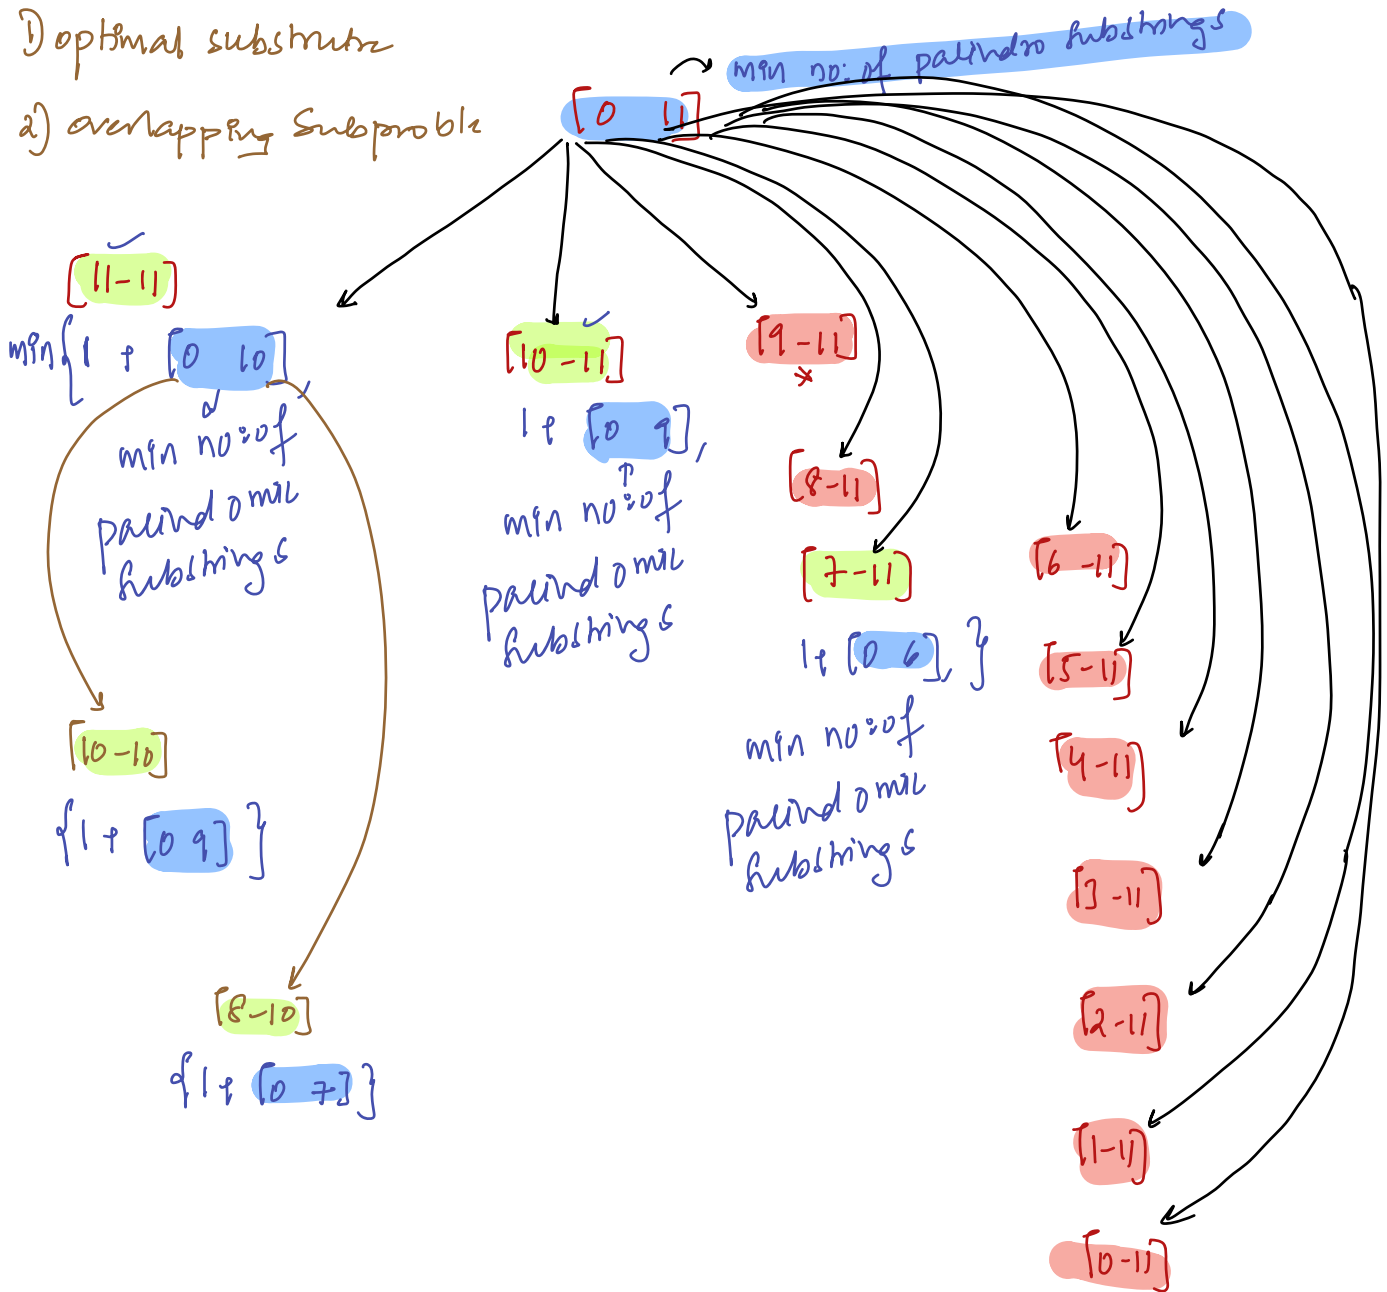 1) optimal substrutc
2) overlapping Subproble
min no: of palindro substrings
[0 11]
[11-11]
min{1 + [0 10],
min no: of
palindomic
substrings
[10-11]
1+ [0 9],
min no: of
palindomic
substrings
[9-11]
[8-11]
[7-11]
1+ [0 6], }
min no: of
palindomic
substrings
[6-11]
[5-11]
[4-11]
[3-11]
[2-11]
[1-11]
[0-11]
[10-10]
{1+ [0 9] }
[8-10]
{1+ [0 7] }